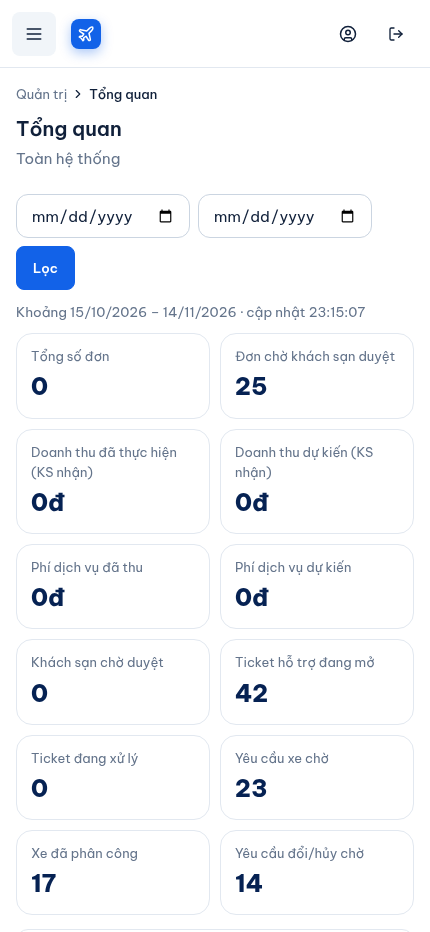 Quản trị > Tổng quan
Tổng quan
Toàn hệ thống
mm/dd/yyyy mm/dd/yyyy
Lọc
Khoảng 15/10/2026 – 14/11/2026 · cập nhật 23:15:07
Tổng số đơn
0
Đơn chờ khách sạn duyệt
25
Doanh thu đã thực hiện
(KS nhận)
0đ
Doanh thu dự kiến (KS
nhận)
0đ
Phí dịch vụ đã thu
0đ
Phí dịch vụ dự kiến
0đ
Khách sạn chờ duyệt
0
Ticket hỗ trợ đang mở
42
Ticket đang xử lý
0
Yêu cầu xe chờ
23
Xe đã phân công
17
Yêu cầu đổi/hủy chờ
14